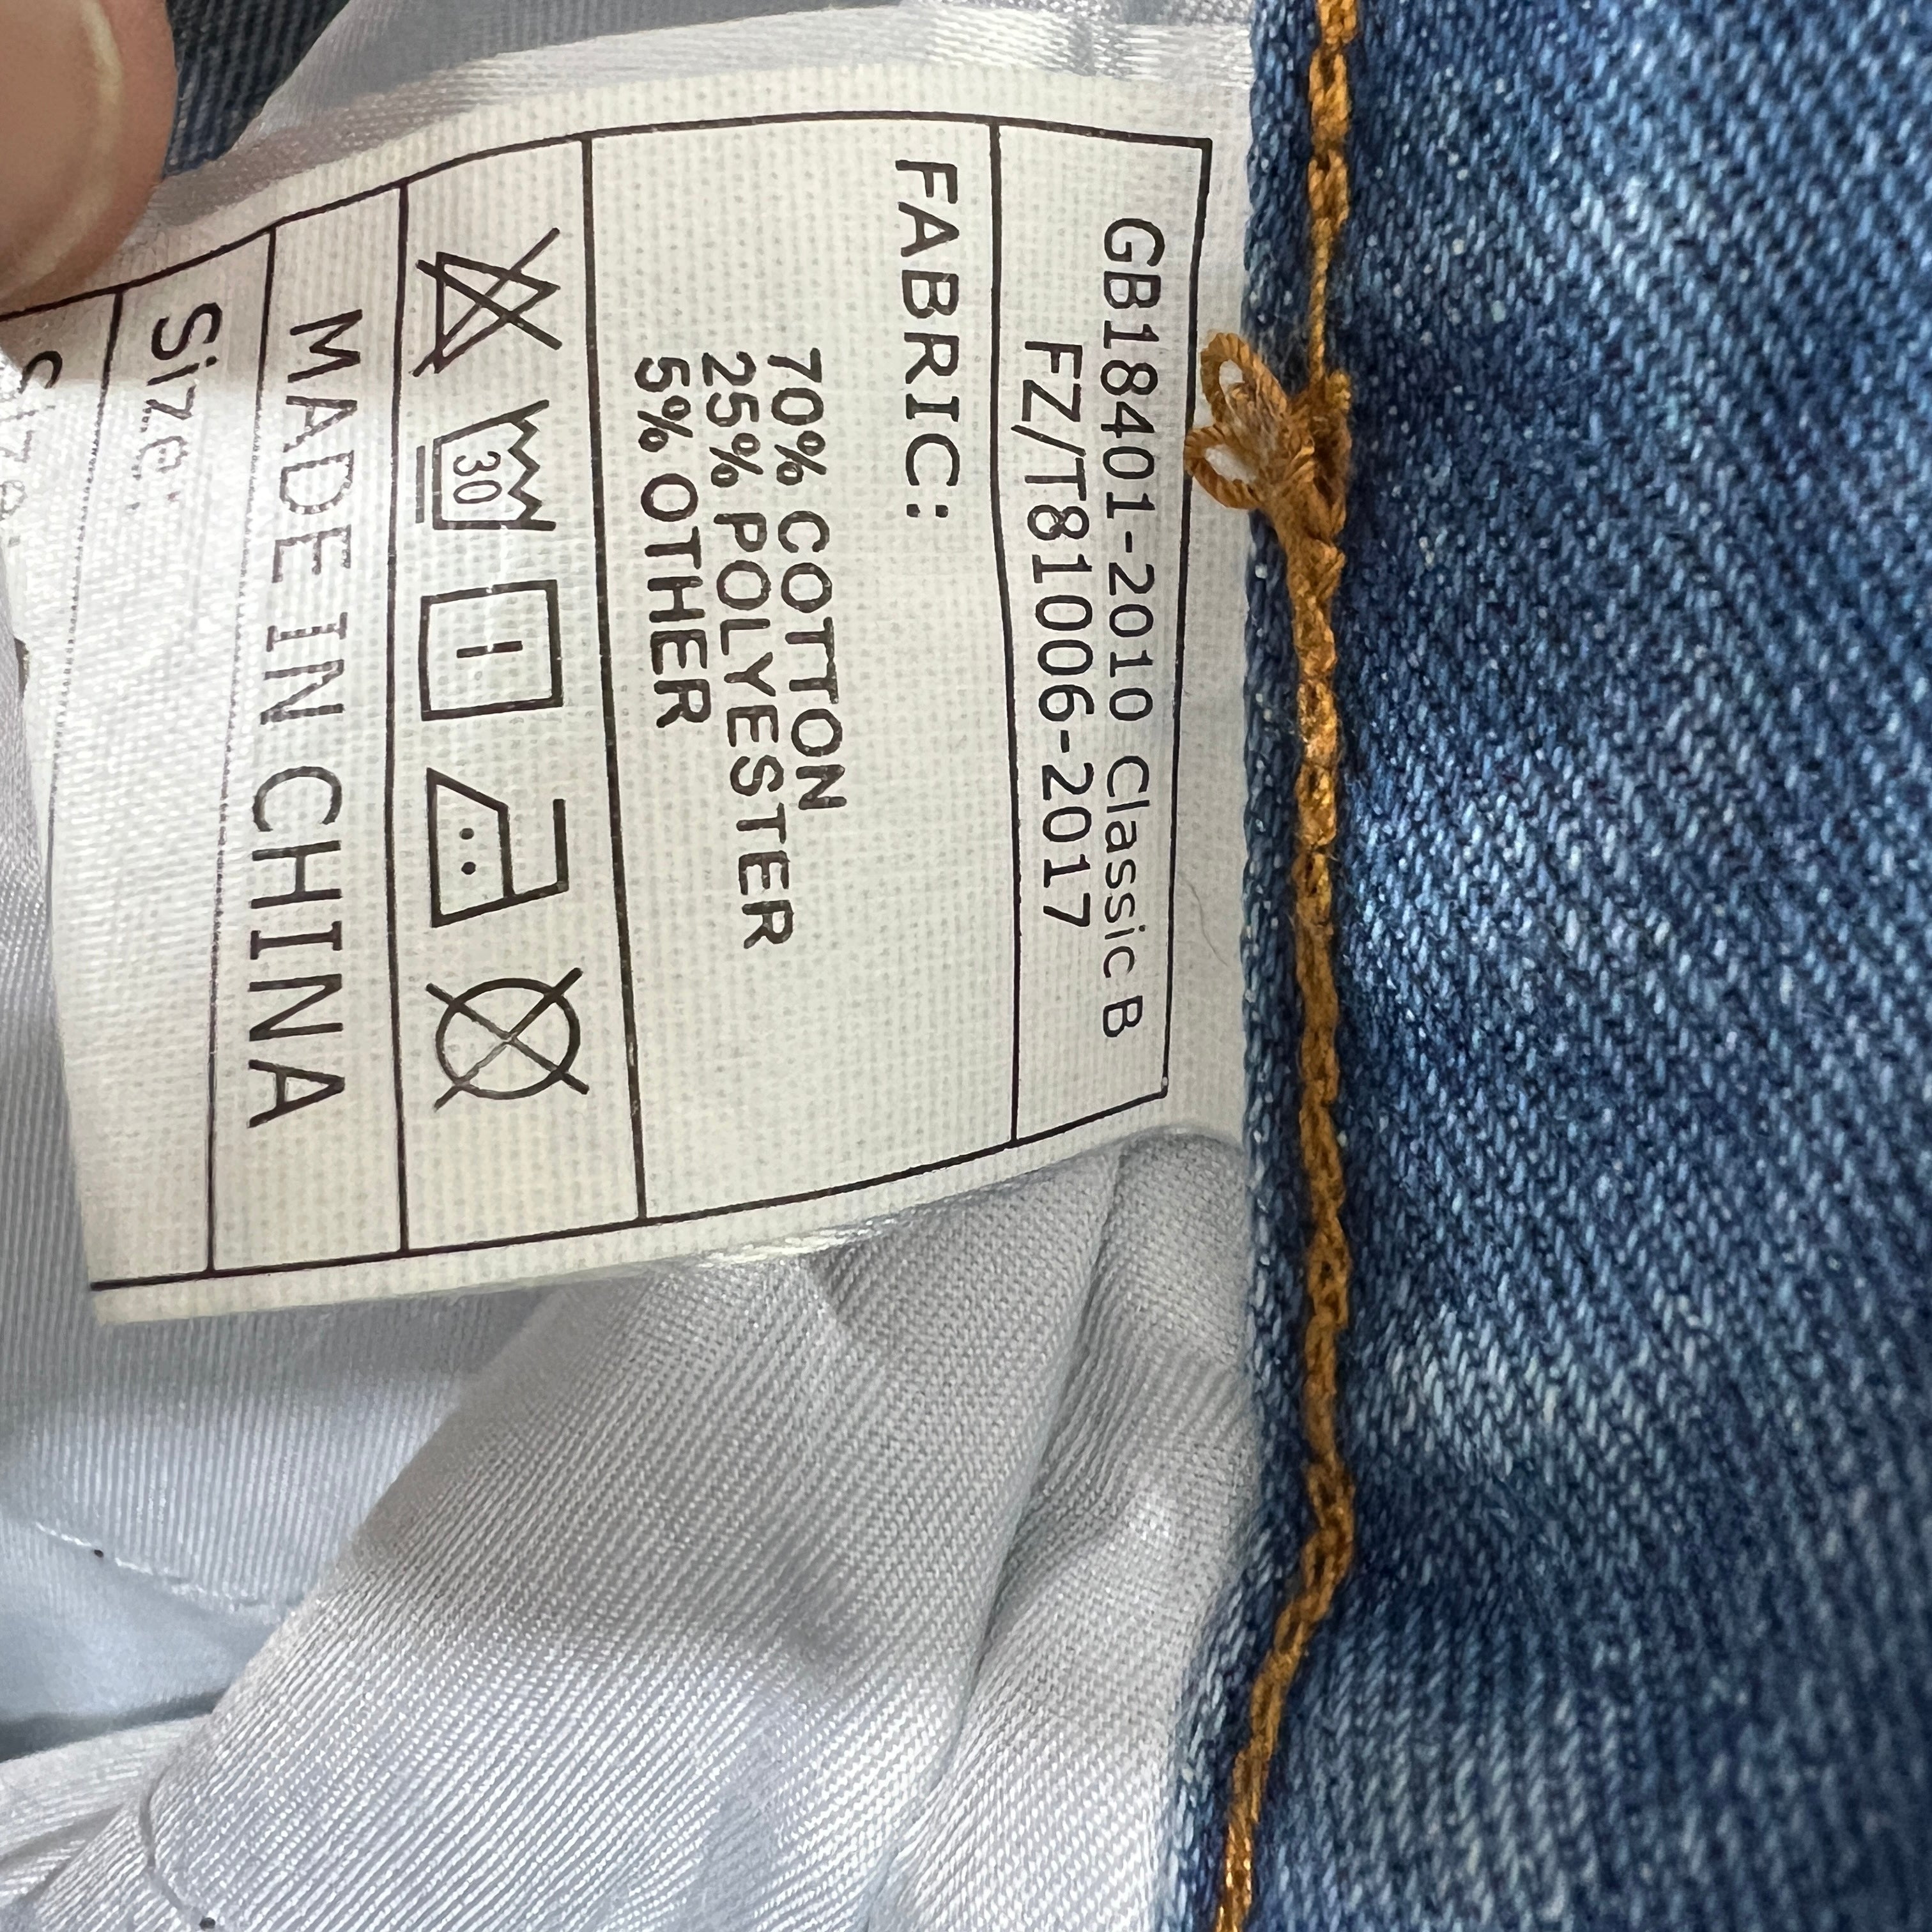 GB18401-2010 Classic B
FZ/T81006-2017
FABRIC:
70% COTTON
25% POLYESTER
5% OTHER
30
MADE IN CHINA
Size: